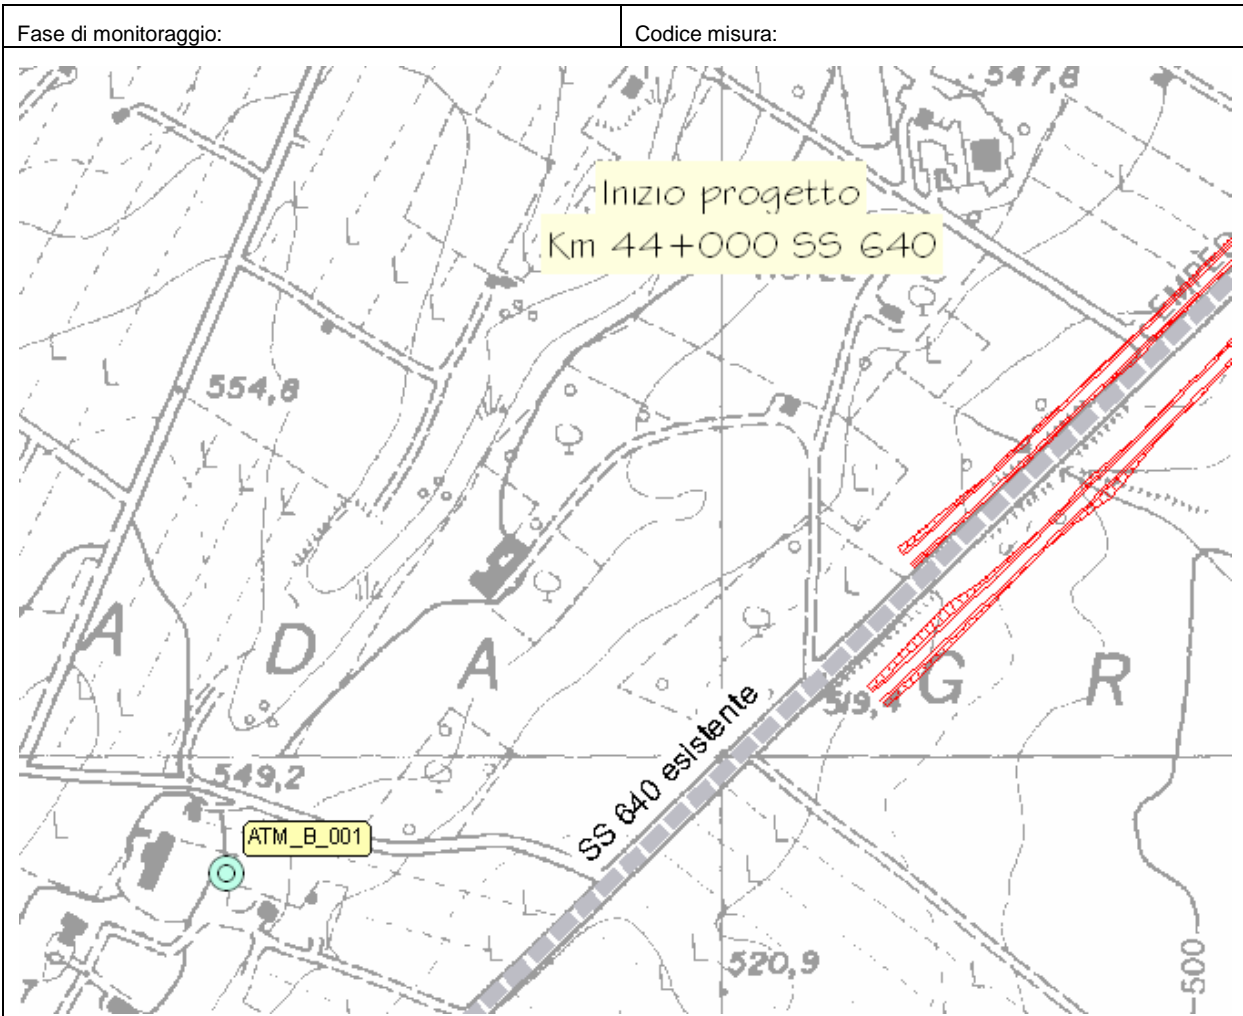 Fase di monitoraggio:
Codice misura:
547,8
Inizio progetto
Km 44+000 SS 640
554,8
A D A G R
519,
SS 640 esistente
549,2
ATM_B_001
520,9
500